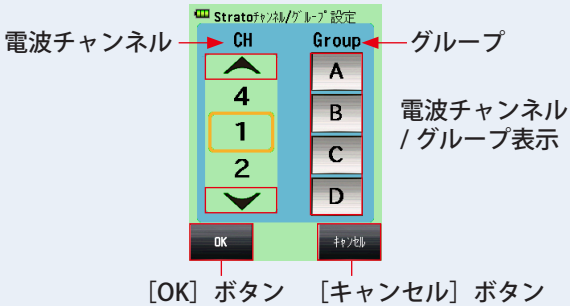 Stratoﾁｬﾝﾈﾙ/ｸﾞﾙｰﾌﾟ設定
電波チャンネル
CH
Group
グループ
A
4
B
1
C
2
D
電波チャンネル
/ グループ表示
OK
ｷｬﾝｾﾙ
［OK］ボタン
［キャンセル］ボタン